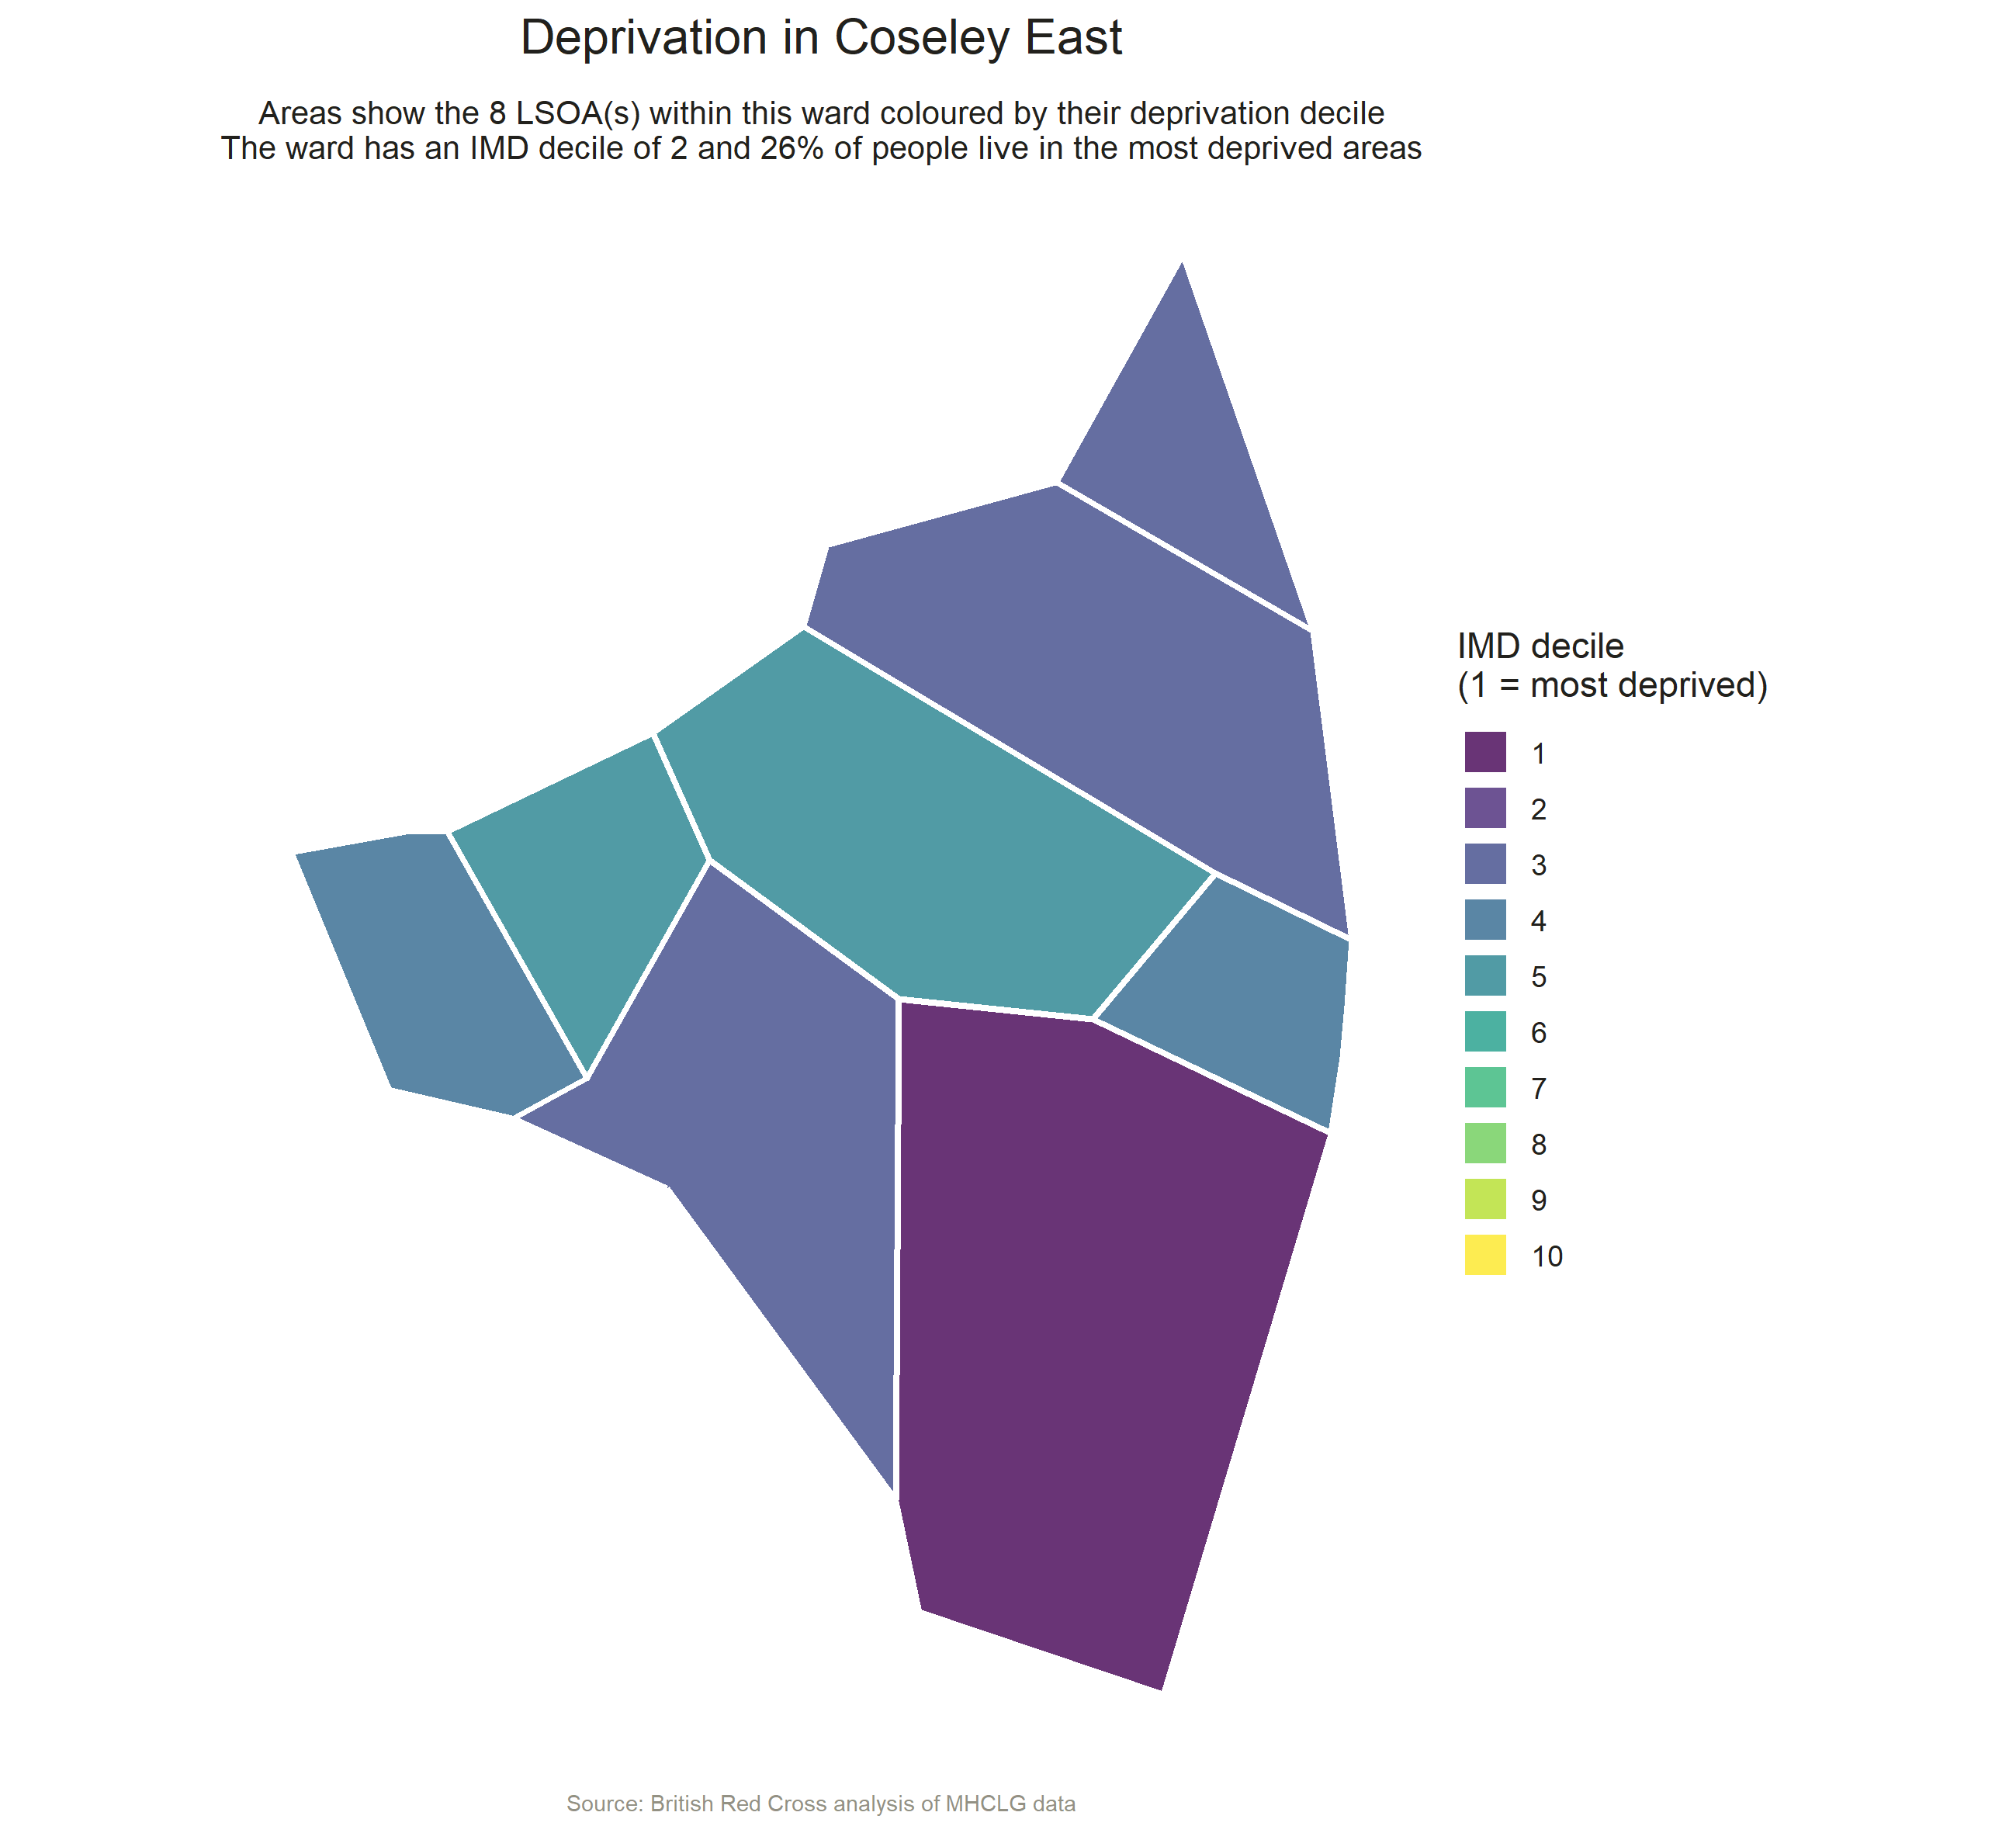 Deprivation in Coseley East
Areas show the 8 LSOA(s) within this ward coloured by their deprivation decile
The ward has an IMD decile of 2 and 26% of people live in the most deprived areas
IMD decile
(1 = most deprived)
1
2
3
4
5
6
7
8
9
10
Source: British Red Cross analysis of MHCLG data